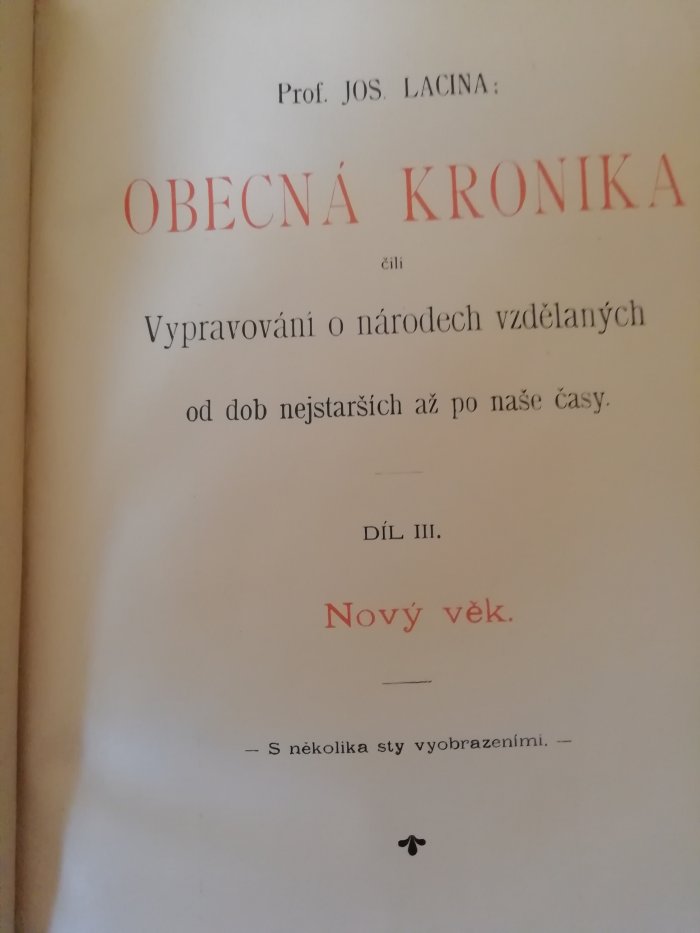 Prof. JOS. LACINA:
OBECNÁ KRONIKA
čili
Vypravování o národech vzdělaných
od dob nejstarších až po naše časy.
DÍL III.
Nový věk.
— S několika sty vyobrazeními. —